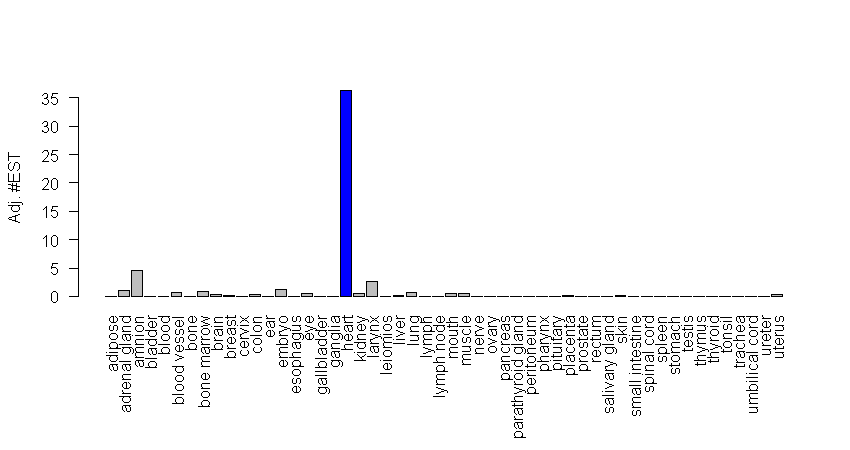 Adj. #EST
35
30
25
20
15
10
5
0
adipose
adrenal gland
amnion
bladder
blood
blood vessel
bone
bone marrow
brain
breast
cervix
colon
ear
embryo
esophagus
eye
gallbladder
ganglia
heart
kidney
larynx
leiomios
liver
lung
lymph
lymph node
mouth
muscle
nerve
ovary
pancreas
parathyroid gland
peritoneum
pharynx
pituitary
placenta
prostate
rectum
salivary gland
skin
small intestine
spinal cord
spleen
stomach
testis
thymus
thyroid
tonsil
trachea
umbilical cord
ureter
uterus